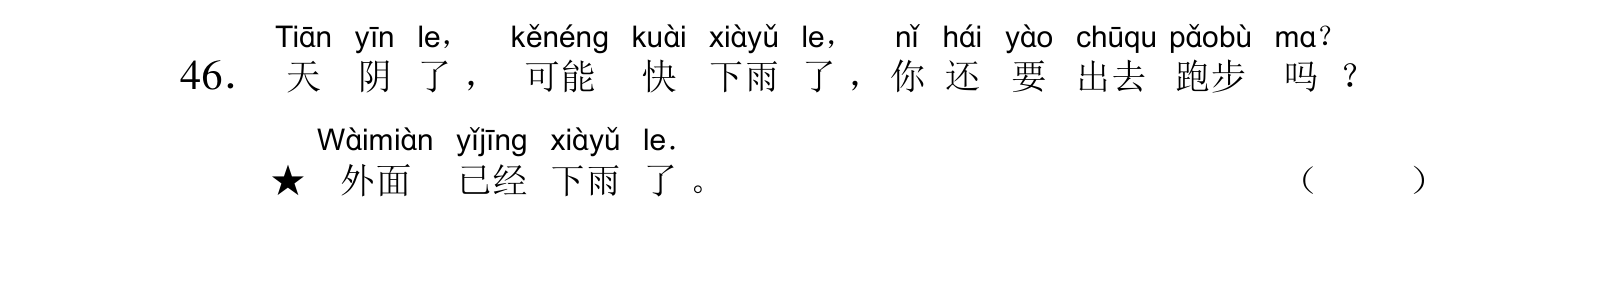 Tiān yīn le, kěnéng kuài xiàyǔ le, nǐ hái yào chūqu pǎobù ma?
46. 天 阴 了，可能 快 下雨 了，你 还 要 出去 跑步 吗？
Wàimiàn yǐjīng xiàyǔ le.
★ 外面 已经 下雨 了。 （ ）